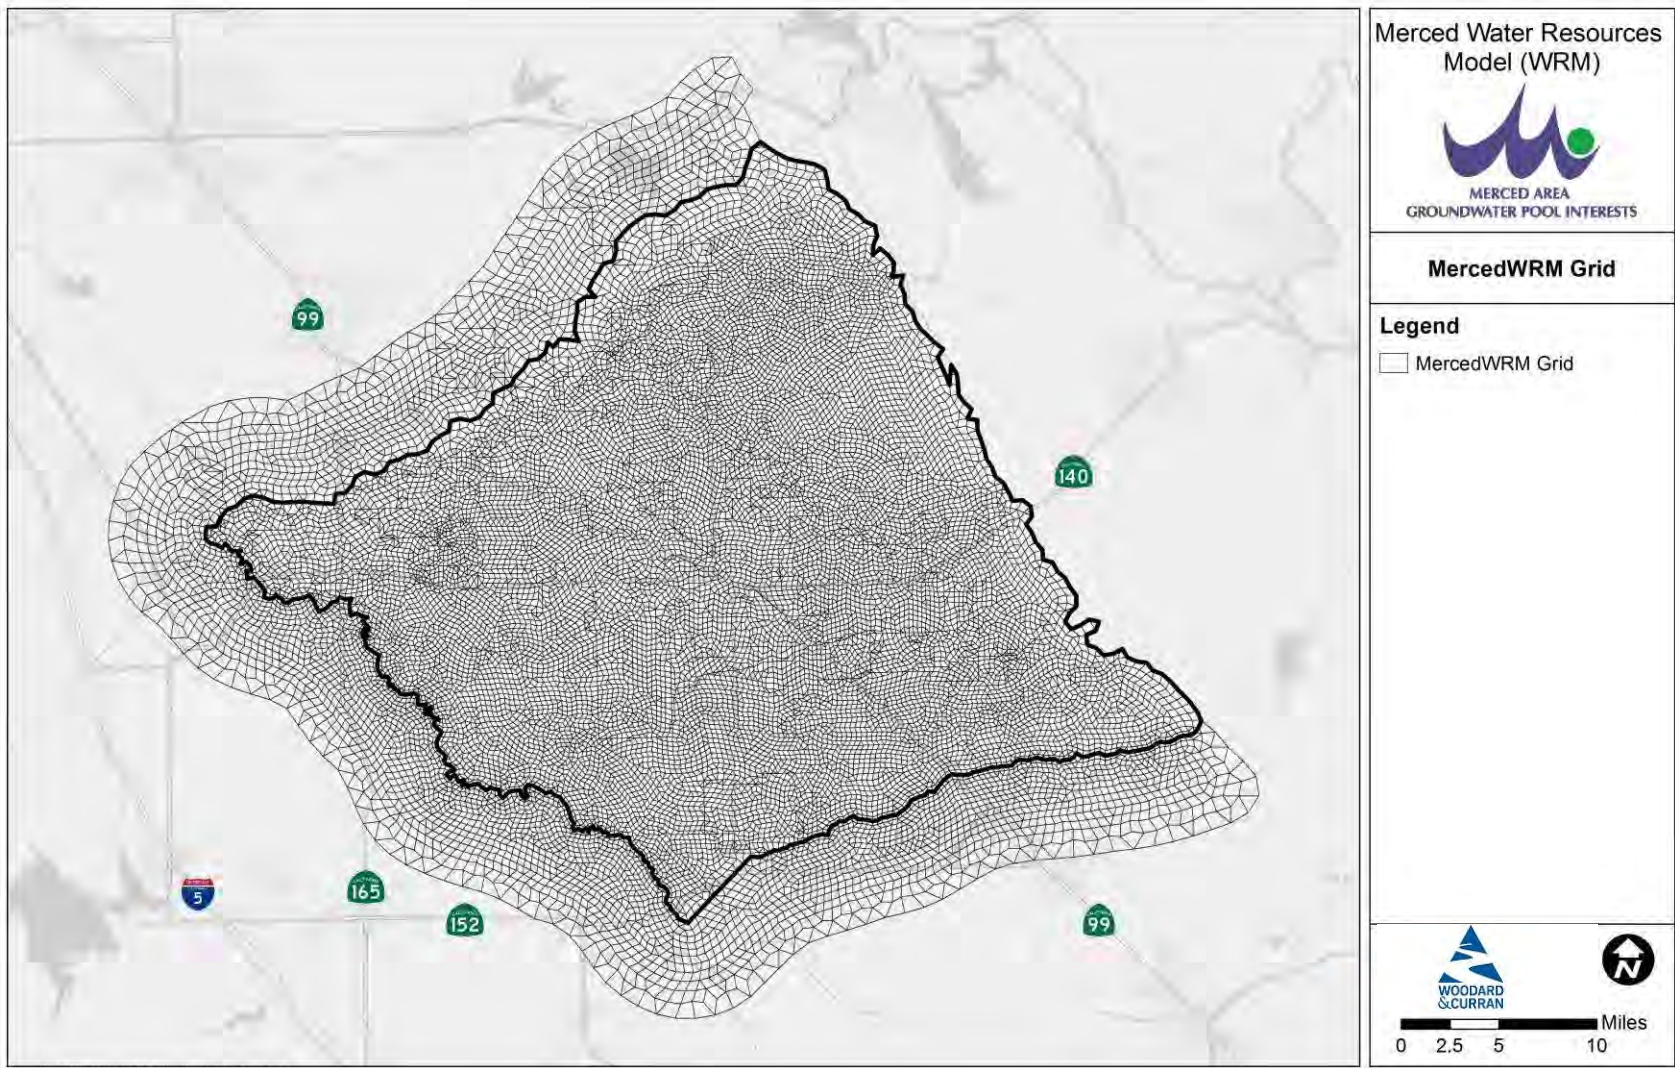 Merced Water Resources
Model (WRM)
MERCED AREA
GROUNDWATER POOL INTERESTS
MercedWRM Grid
Legend
MercedWRM Grid
99
140
5
165
152
99
WOODARD
&CURRAN
N
Miles
0 2.5 5 10